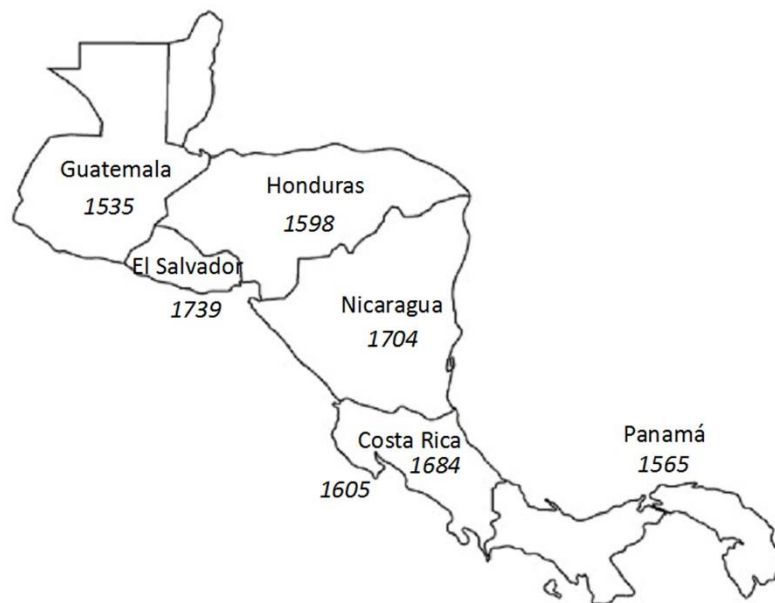 Guatemala
1535
Honduras
1598
El Salvador
1739
Nicaragua
1704
Costa Rica
1684
1605
Panamá
1565